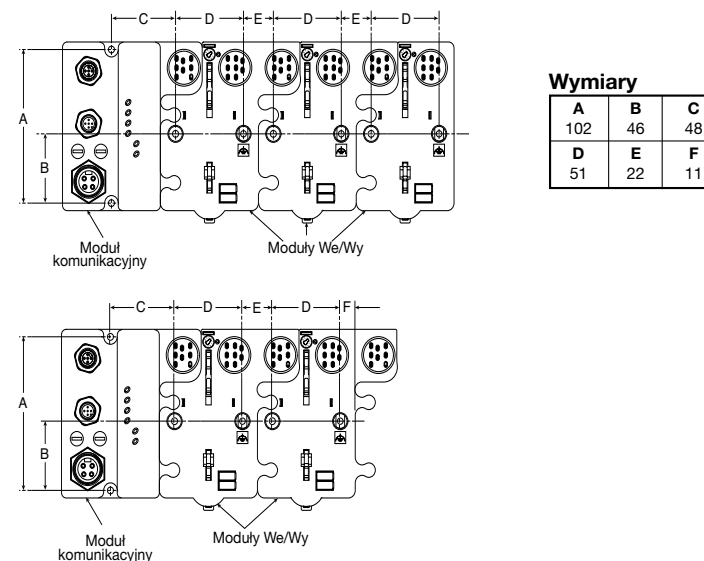 C D E D E D
A
B
Moduł
komunikacyjny
Moduły We/Wy
Wymiary
A B C
102 46 48
D E F
51 22 11
C D E D F
A
B
Moduł
komunikacyjny
Moduły We/Wy